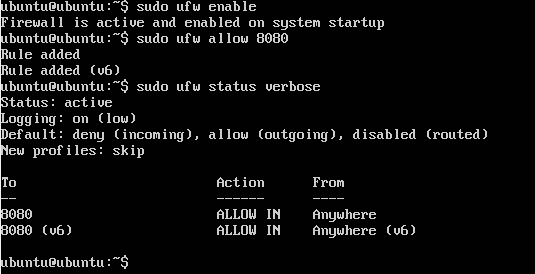 ubuntu@ubuntu:~$ sudo ufw enable
Firewall is active and enabled on system startup
ubuntu@ubuntu:~$ sudo ufw allow 8080
Rule added
Rule added (v6)
ubuntu@ubuntu:~$ sudo ufw status verbose
Status: active
Logging: on (low)
Default: deny (incoming), allow (outgoing), disabled (routed)
New profiles: skip
To                         Action      From
--                         ------      ----
8080                       ALLOW IN    Anywhere
8080 (v6)                  ALLOW IN    Anywhere (v6)
ubuntu@ubuntu:~$